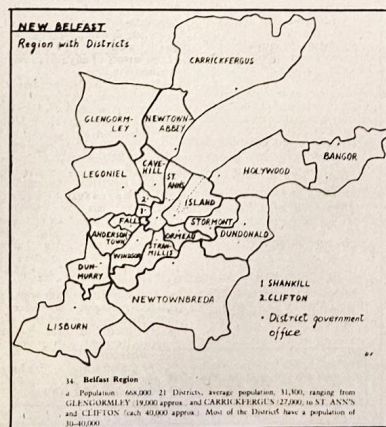 NEW BELFAST
Region with Districts
CARRICKFERGUS
GLENGORM-
LEY
NEWTOWN-
ABBEY
CAVE-
HILL
ST
ANNS
LEGONIEL
HOLYWOOD
BANGOR
2
1
ISLAND
FALLS
STORMONT
ANDERSON-
TOWN
ORMEAU
DUNDONALD
WINDSOR
STRAN-
MILLIS
DUN-
MURRY
NEWTOWNBREDA
LISBURN
1 SHANKILL
2. CLIFTON
• District government
office
34 Belfast Region
a Population: 668,000 21 Districts, average population, 31,300, ranging from
GLENGORMLEY (19,000 approx.) and CARRICKFERGUS (27,000, to ST ANN'S
and CLIFTON (each 40,000 approx.) Most of the Districts have a population of
30-40,000